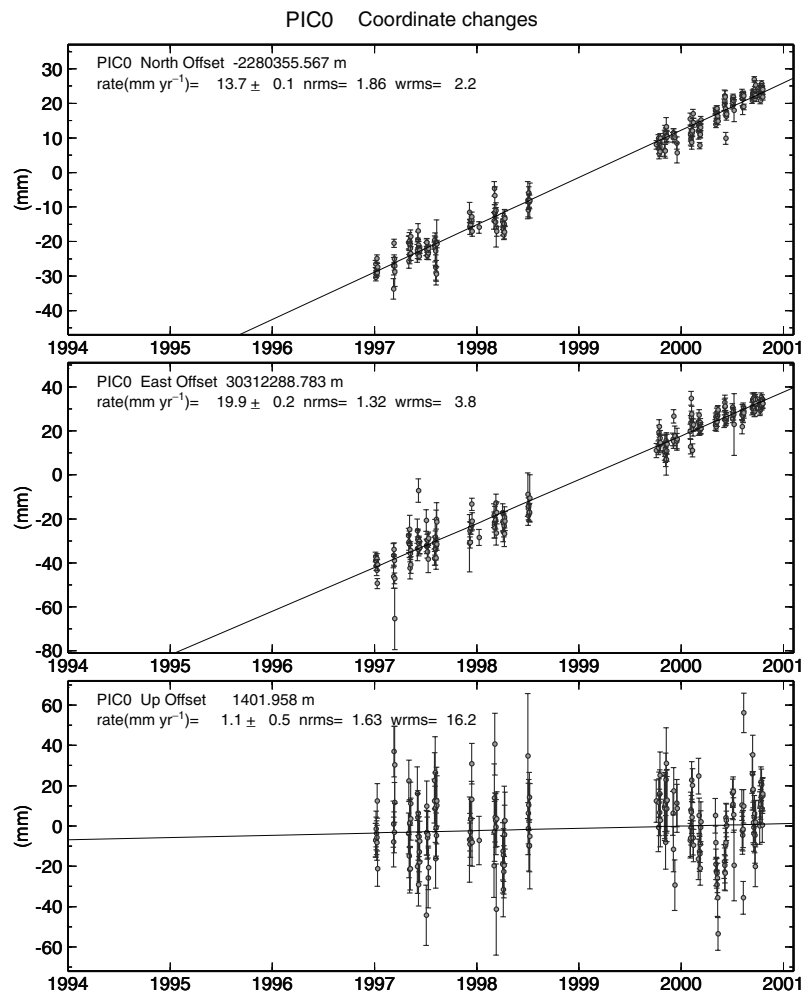 PIC0 Coordinate changes
PIC0 North Offset -2280355.567 m
rate(mm yr⁻¹)= 13.7 ± 0.1 nrms= 1.86 wrms= 2.2
30
20
10
0
-10
-20
-30
-40
(mm)
1994 1995 1996 1997 1998 1999 2000 2001
PIC0 East Offset 30312288.783 m
rate(mm yr⁻¹)= 19.9 ± 0.2 nrms= 1.32 wrms= 3.8
40
20
0
-20
-40
-60
-80
(mm)
1994 1995 1996 1997 1998 1999 2000 2001
PIC0 Up Offset 1401.958 m
rate(mm yr⁻¹)= 1.1 ± 0.5 nrms= 1.63 wrms= 16.2
60
40
20
0
-20
-40
-60
(mm)
1994 1995 1996 1997 1998 1999 2000 2001